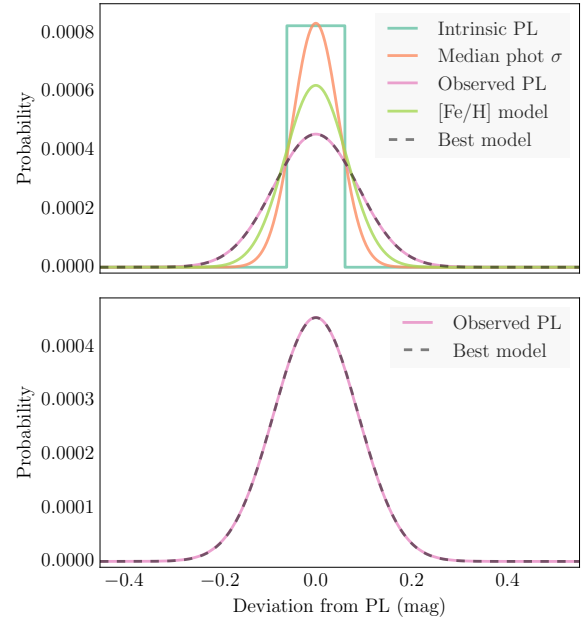 0.0008
0.0006
0.0004
0.0002
0.0000
Probability
Intrinsic PL
Median phot σ
Observed PL
[Fe/H] model
Best model
0.0004
0.0003
0.0002
0.0001
0.0000
Probability
Observed PL
Best model
−0.4 −0.2 0.0 0.2 0.4
Deviation from PL (mag)